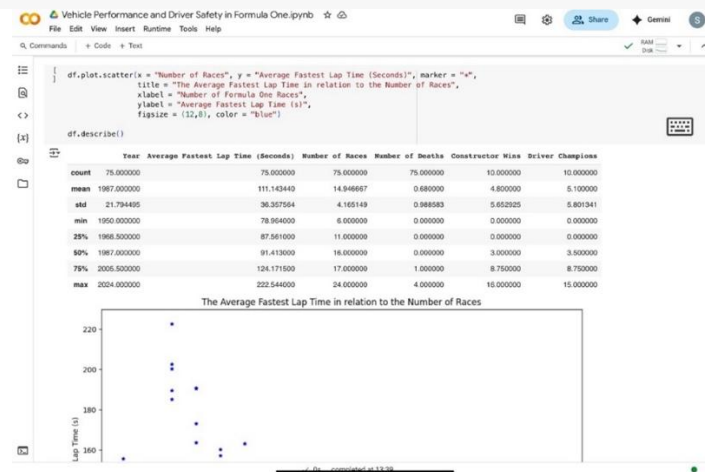 Vehicle Performance and Driver Safety in Formula One.ipynb
Share
Gemini
S
File Edit View Insert Runtime Tools Help
Commands + Code + Text
RAM
Disk
[ ]
df.plot.scatter(x = "Number of Races", y = "Average Fastest Lap Time (Seconds)", marker = "*",
title = "The Average Fastest Lap Time in relation to the Number of Races",
xlabel = "Number of Formula One Races",
ylabel = "Average Fastest Lap Time (s)",
figsize = (12,8), color = "blue")
df.describe()
Year Average Fastest Lap Time (Seconds) Number of Races Number of Deaths Constructor Wins Driver Champions
count 75.000000 75.000000 75.000000 75.000000 10.000000 10.000000
mean 1987.000000 111.143440 14.946667 0.680000 4.800000 5.100000
std 21.794495 36.357564 4.165149 0.988583 5.652925 5.801341
min 1950.000000 78.964000 6.000000 0.000000 0.000000 0.000000
25% 1968.500000 87.561000 11.000000 0.000000 0.000000 0.000000
50% 1987.000000 91.413000 16.000000 0.000000 3.000000 3.500000
75% 2005.500000 124.171500 17.000000 1.000000 8.750000 8.750000
max 2024.000000 222.544000 24.000000 4.000000 15.000000 15.000000
The Average Fastest Lap Time in relation to the Number of Races
220
200
180
160
Lap Time (s)
0s completed at 13:39